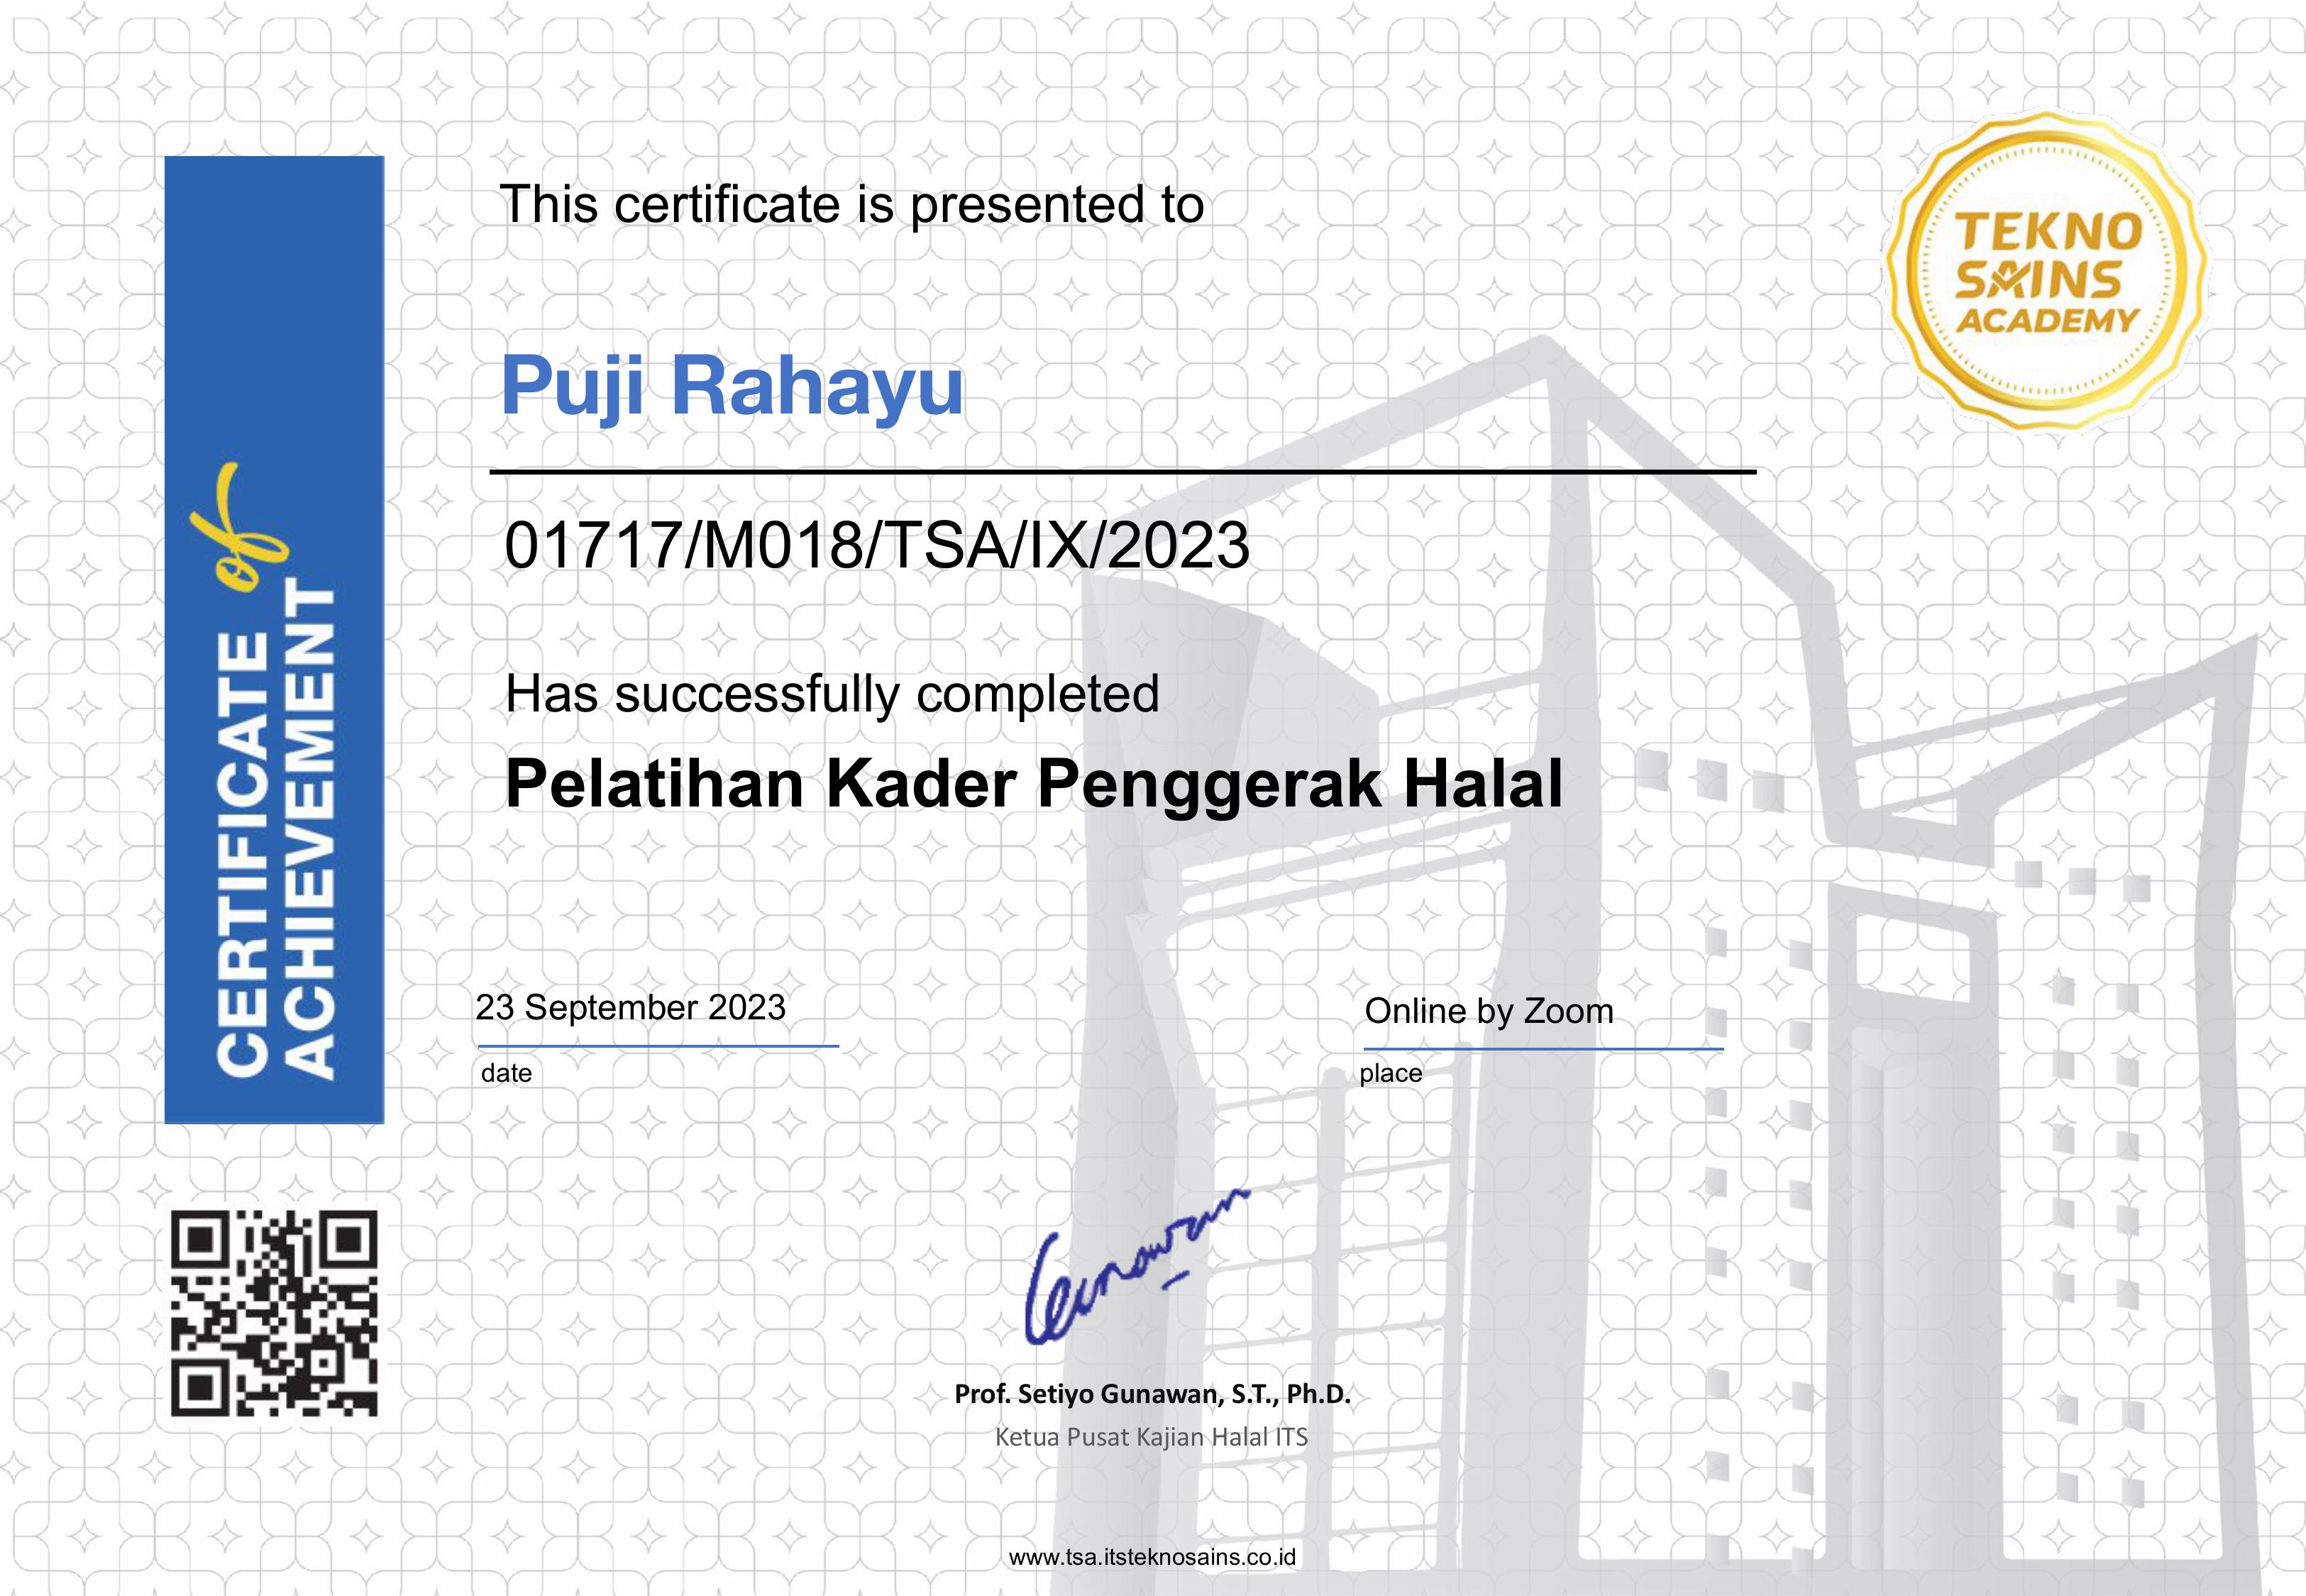 CERTIFICATE of
ACHIEVEMENT
This certificate is presented to
TEKNO
SAINS
ACADEMY
Puji Rahayu
01717/M018/TSA/IX/2023
Has successfully completed
Pelatihan Kader Penggerak Halal
23 September 2023
date
Online by Zoom
place
Gunawan
Prof. Setiyo Gunawan, S.T., Ph.D.
Ketua Pusat Kajian Halal ITS
www.tsa.itsteknosains.co.id